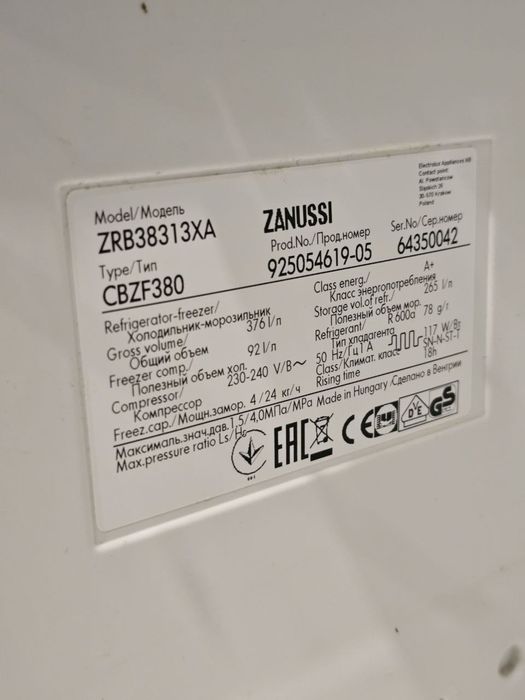 Electrolux Appliances AB
Contact point:
Al. Powstańców
Śląskich 26
30-570 Krakow
Poland
Model/Модель
ZRB38313XA
ZANUSSI
Prod.No./Прод.номер
925054619-05
Ser.No/Сер.номер
64350042
Type/Тип
CBZF380
Refrigerator-freezer/
Холодильник-морозильник
Gross volume/ 376 l/л
Общий объем
Freezer comp./ 92 l/л
Полезный объем хол.
Compressor/ 230-240 V/В~
Компрессор
Freez.cap./Мощн.замор. 4/24 kг/ч
Максималь.знач.дав. 1,5/4,0MПa/MPa
Max.pressure ratio Ls/Hs
Class energ./ A+
Класс энергопотребления
Storage vol.of refr./ 265 l/л
Полезный объем мор.
Refrigerant/ R 600a 78 g/г
Тип хладагента
50 Hz/Гц 1 A 117 W/Вт
Class/Климат. класс SN-N-ST-T
Rising time 18h
Made in Hungary /Сделано в Венгрии
001
EAC
CE
D E
GS